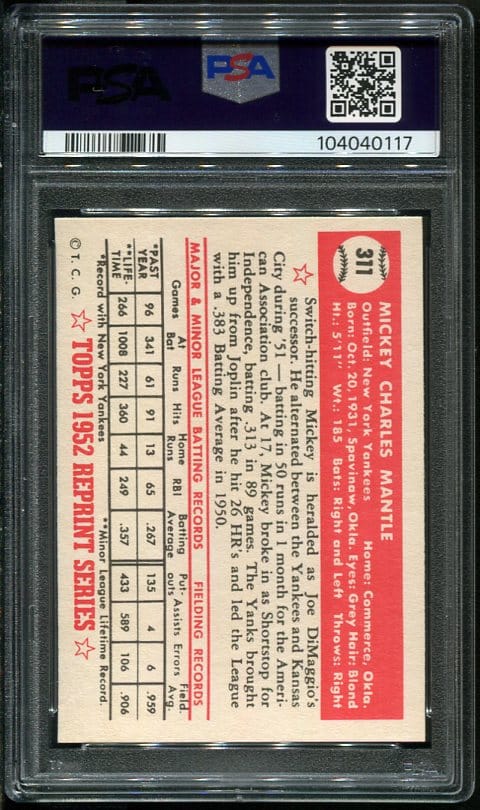 PSA
PSA
104040117
311
MICKEY CHARLES MANTLE
Outfield: New York Yankees Home: Commerce, Okla.
Born: Oct. 20, 1931, Spavinaw, Okla. Eyes: Grey Hair: Blond
Ht.: 5'11" Wt.: 185 Bats: Right and Left Throws: Right
Switch-hitting Mickey is heralded as Joe DiMaggio's
successor. He alternated between the Yankees and Kansas
City during '51 — batting in 50 runs in 1 month for the Ameri-
can Association club. At 17, Mickey broke in as Shortstop for
Independence, batting .313 in 89 games. The Yanks brought
him up from Joplin after he hit 26 HR's and led the League
with a .383 Batting Average in 1950.
MAJOR & MINOR LEAGUE BATTING RECORDS FIELDING RECORDS
Games At Bat Runs Hits Home Runs RBI Batting Average Put-outs Assists Errors Field. Avg.
*PAST YEAR 96 341 61 91 13 65 .267 135 4 6 .959
**LIFE-TIME 266 1008 227 360 44 249 .357 433 589 106 .906
*Record with New York Yankees **Minor League Lifetime Record.
© T. C. G. ☆ TOPPS 1952 REPRINT SERIES ☆